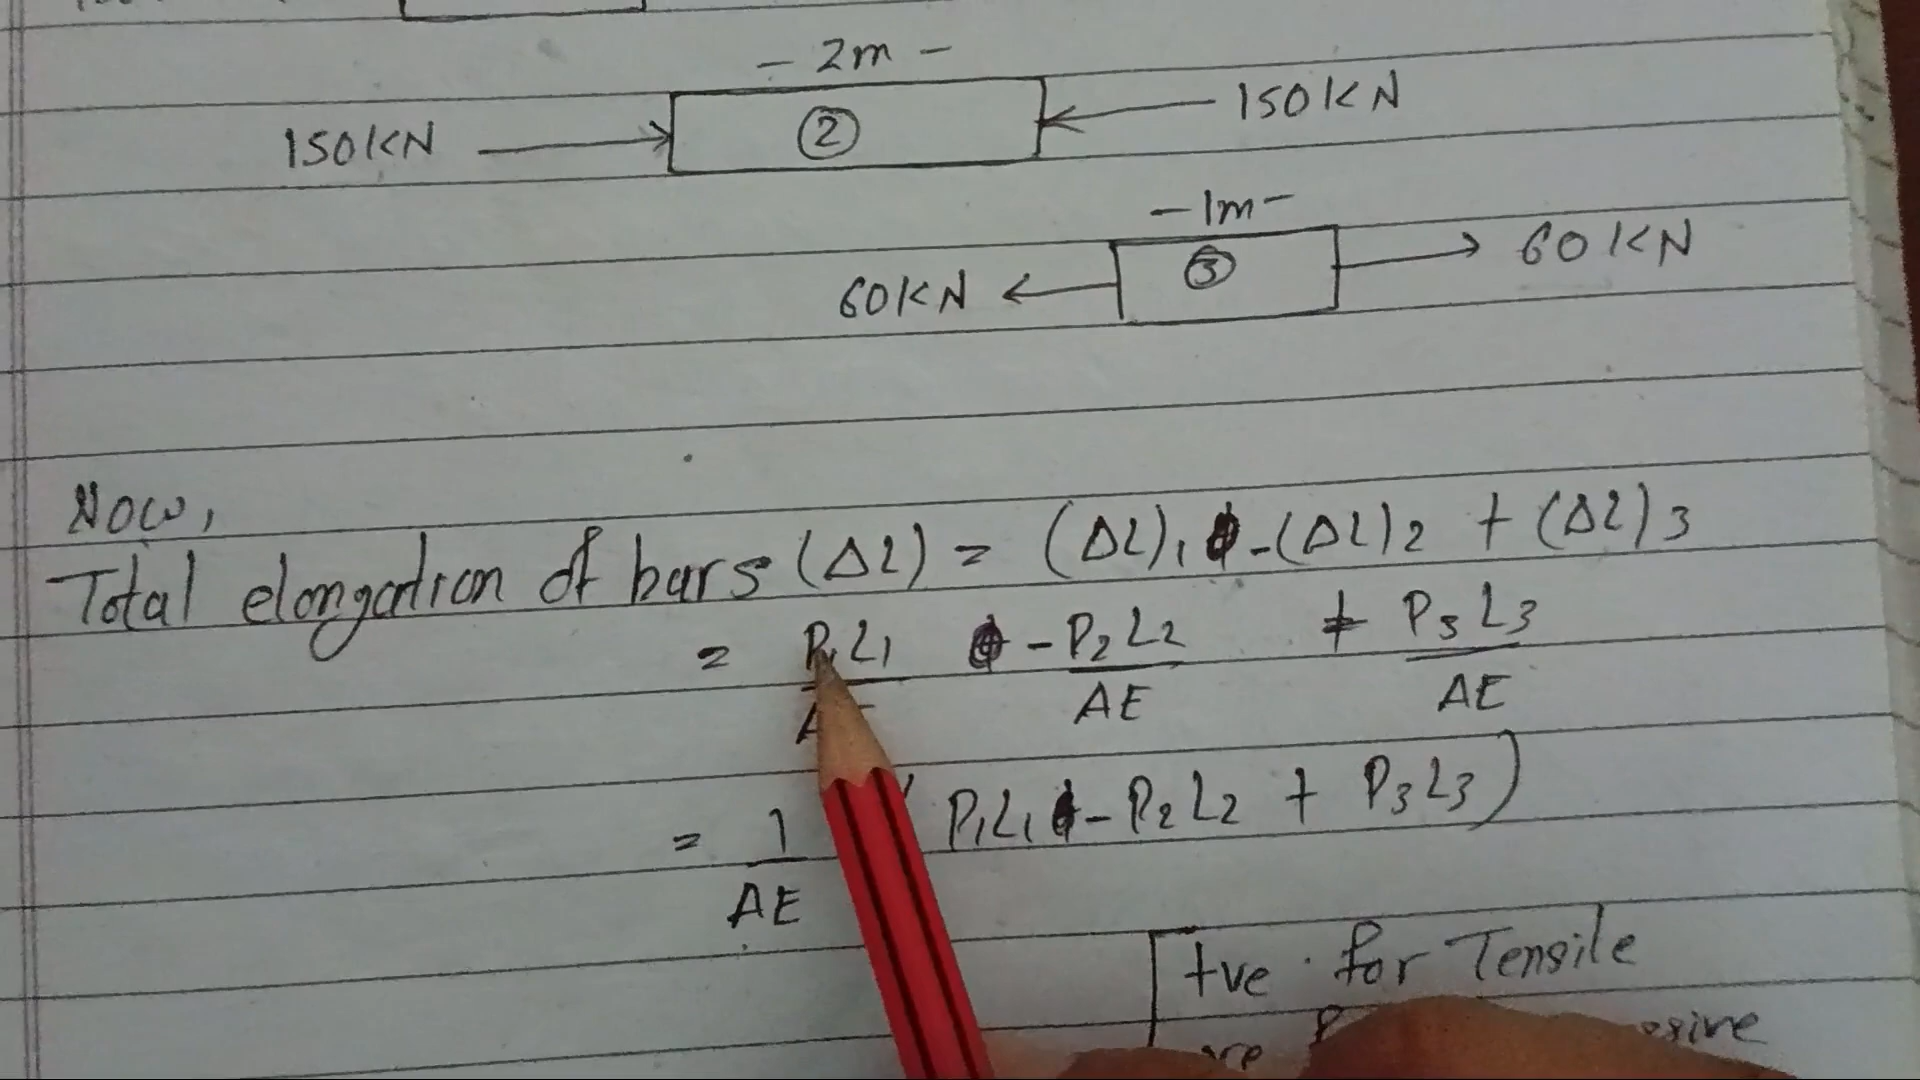 - 2m -
150KN ② 150KN
- 1m -
60KN ③ 60KN
Now,
Total elongation of bars (ΔL) = (ΔL)1 - (ΔL)2 + (ΔL)3
= P1L1 - P2L2 + P3L3
AE AE
= 1 P1L1 - P2L2 + P3L3)
AE
+ve for Tensile